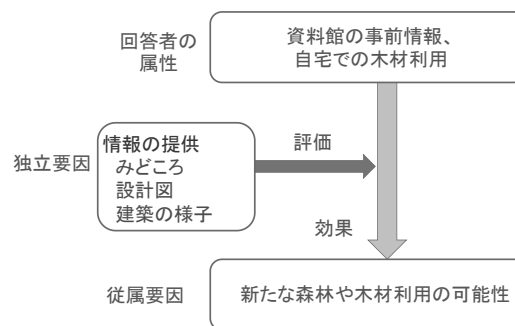 回答者の
属性
資料館の事前情報、
自宅での木材利用
独立要因
情報の提供
みどころ
設計図
建築の様子
評価
効果
従属要因
新たな森林や木材利用の可能性